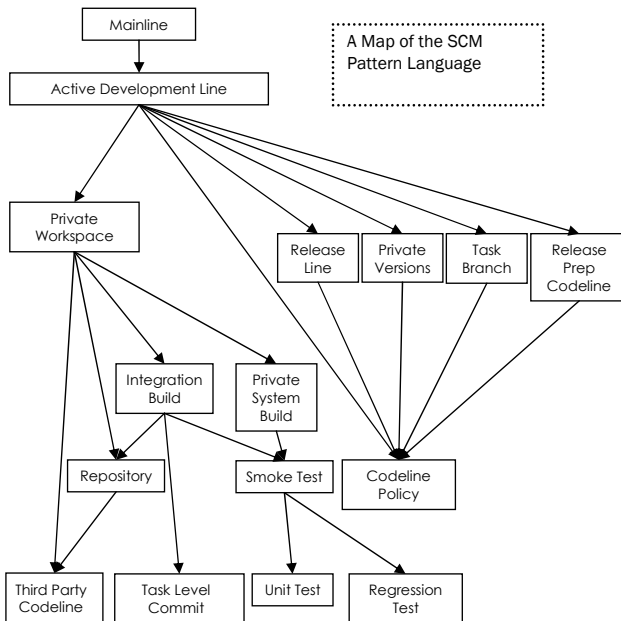 Mainline
A Map of the SCM
Pattern Language
Active Development Line
Private
Workspace
Release
Line
Private
Versions
Task
Branch
Release
Prep
Codeline
Integration
Build
Private
System
Build
Repository
Smoke Test
Codeline
Policy
Third Party
Codeline
Task Level
Commit
Unit Test
Regression
Test